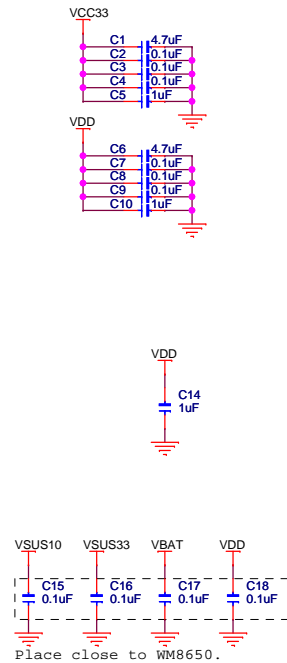 VCC33
C1 4.7uF
C2 0.1uF
C3 0.1uF
C4 0.1uF
C5 1uF
VDD
C6 4.7uF
C7 0.1uF
C8 0.1uF
C9 0.1uF
C10 1uF
VDD
C14
1uF
VSUS10 VSUS33 VBAT VDD
C15 C16 C17 C18
0.1uF 0.1uF 0.1uF 0.1uF
Place close to WM8650.